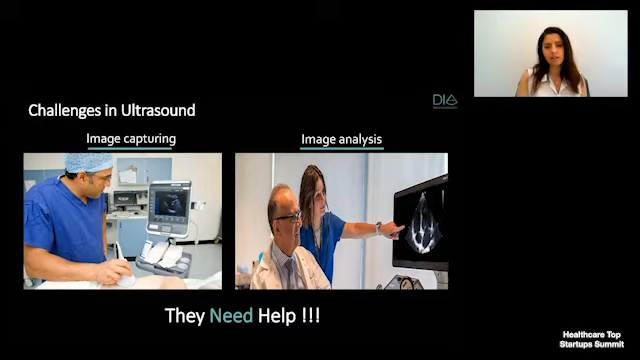 DIA
Challenges in Ultrasound
Image capturing
Image analysis
They Need Help !!!
Healthcare Top
Startups Summit